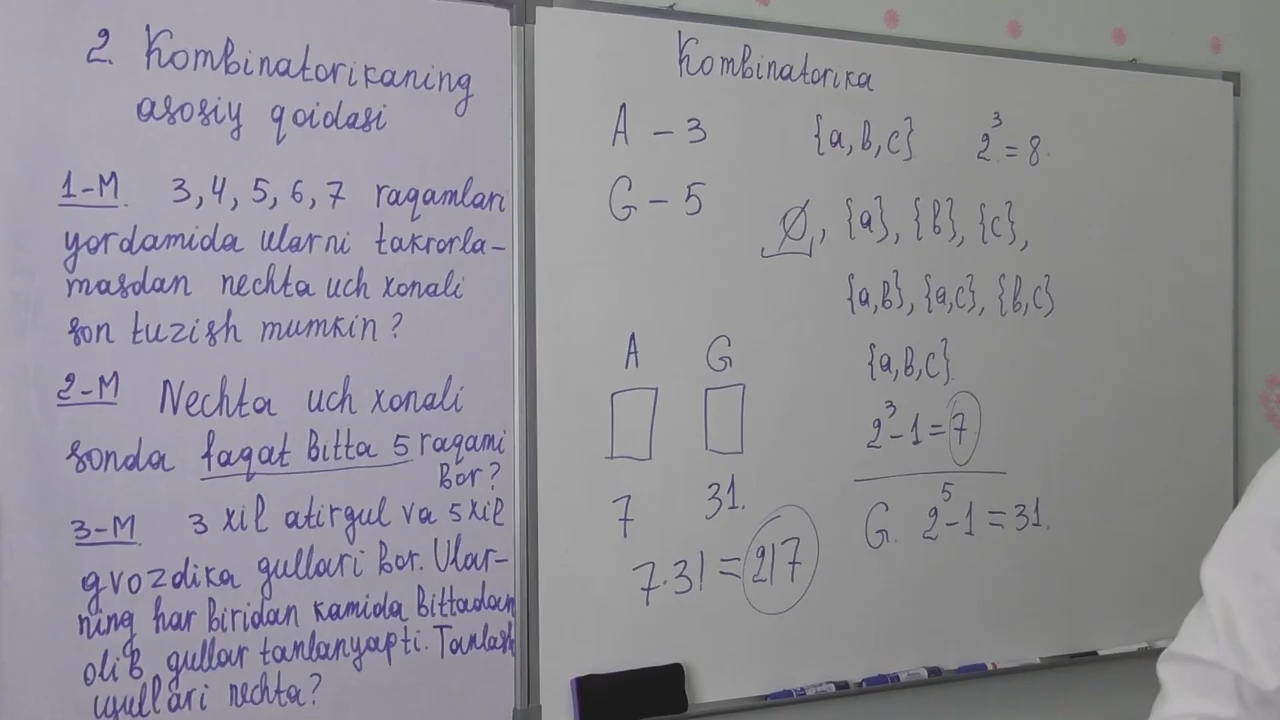 2. Kombinatorikaning
asosiy qoidasi
1-M. 3, 4, 5, 6, 7 raqamlari
yordamida ularni takrorla-
masdan nechta uch xonali
son tuzish mumkin?
2-M Nechta uch xonali
sonda faqat bitta 5 raqami
bor?
3-M. 3 xil atirgul va 5 xil
gvozdika gullari bor. Ular-
ning har biridan kamida bittadan
olib gullar tanlanyapti. Tanlash
usullari nechta?
Kombinatorika
A - 3
G - 5
A G
7 31.
7·31 = 217
{a, b, c} 2³ = 8.
∅, {a}, {b}, {c},
{a, b}, {a, c}, {b, c}
{a, b, c}.
2³ - 1 = 7
G. 2⁵ - 1 = 31.